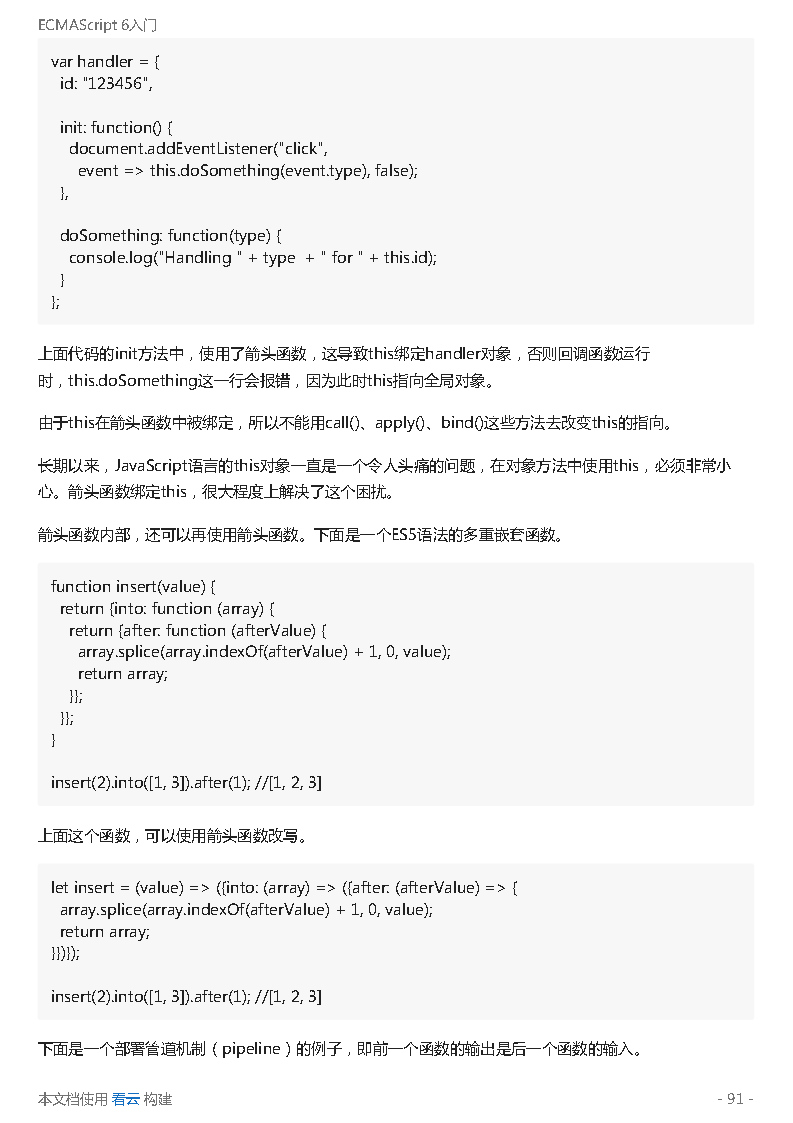 ECMAScript 6入门
var handler = {
  id: "123456",

  init: function() {
    document.addEventListener("click",
      event => this.doSomething(event.type), false);
  },

  doSomething: function(type) {
    console.log("Handling " + type  + " for " + this.id);
  }
};
上面代码的init方法中，使用了箭头函数，这导致this绑定handler对象，否则回调函数运行
时，this.doSomething这一行会报错，因为此时this指向全局对象。
由于this在箭头函数中被绑定，所以不能用call()、apply()、bind()这些方法去改变this的指向。
长期以来，JavaScript语言的this对象一直是一个令人头痛的问题，在对象方法中使用this，必须非常小
心。箭头函数绑定this，很大程度上解决了这个困扰。
箭头函数内部，还可以再使用箭头函数。下面是一个ES5语法的多重嵌套函数。
function insert(value) {
  return {into: function (array) {
    return {after: function (afterValue) {
      array.splice(array.indexOf(afterValue) + 1, 0, value);
      return array;
    }};
  }};
}

insert(2).into([1, 3]).after(1); //[1, 2, 3]
上面这个函数，可以使用箭头函数改写。
let insert = (value) => ({into: (array) => ({after: (afterValue) => {
  array.splice(array.indexOf(afterValue) + 1, 0, value);
  return array;
}})});

insert(2).into([1, 3]).after(1); //[1, 2, 3]
下面是一个部署管道机制（pipeline）的例子，即前一个函数的输出是后一个函数的输入。
本文档使用 看云 构建
- 91 -